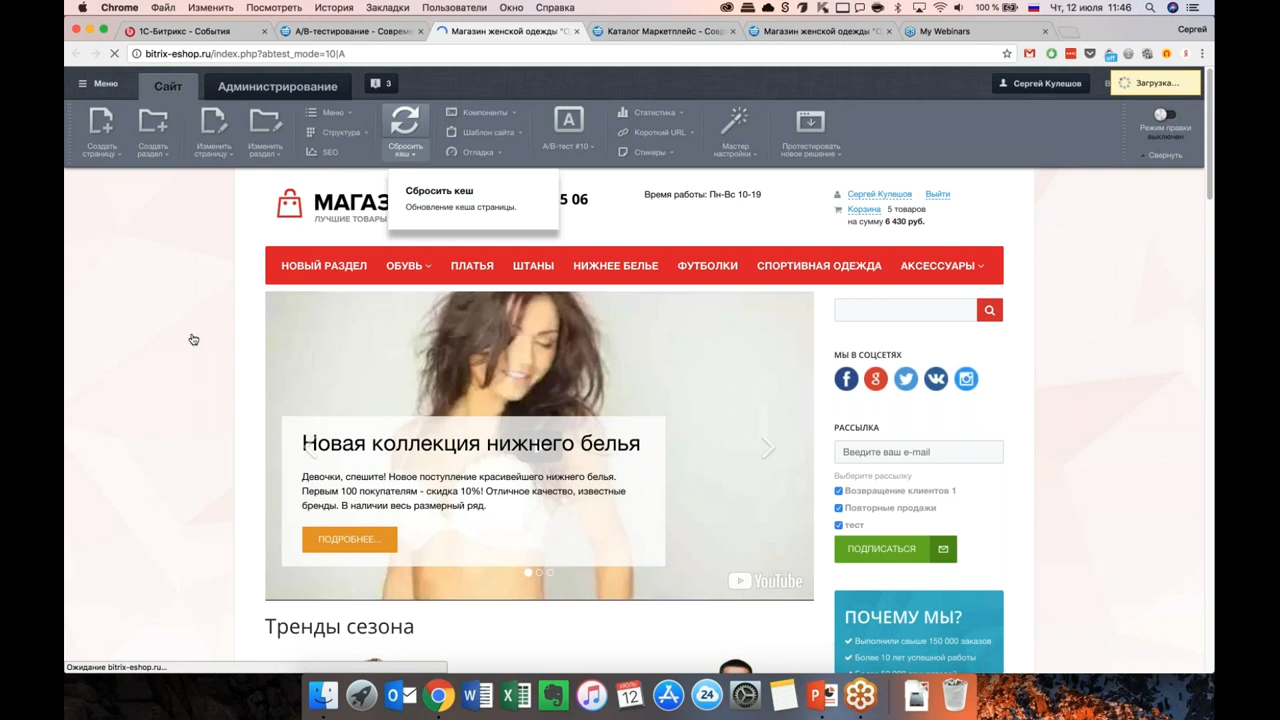 Chrome Файл Изменить Посмотреть История Закладки Пользователи Окно Справка 100 % Чт, 12 июля 11:46
1С-Битрикс - События
A/B-тестирование - Совреме
Магазин женской одежды "О
Каталог Маркетплейс - Совр
Магазин женской одежды "О
My Webinars
Сергей
bitrix-eshop.ru/index.php?abtest_mode=10|A
off
Меню
Сайт
Администрирование
3
Сергей Кулешов
В
Загрузка...
Создать страницу
Создать раздел
Изменить страницу
Изменить раздел
Меню
Структура
SEO
Сбросить кеш
Компоненты
Шаблон сайта
Отладка
A
A/B-тест #10
Статистика
Короткий URL
Стикеры
Мастер настройки
Протестировать новое решение
Режим правки
выключен
Свернуть
Сбросить кеш
Обновление кеша страницы.
МАГАЗ
ЛУЧШИЕ ТОВАРЫ
5 06
Время работы: Пн-Вс 10-19
Сергей Кулешов Выйти
Корзина 5 товаров
на сумму 6 430 руб.
НОВЫЙ РАЗДЕЛ ОБУВЬ ПЛАТЬЯ ШТАНЫ НИЖНЕЕ БЕЛЬЕ ФУТБОЛКИ СПОРТИВНАЯ ОДЕЖДА АКСЕССУАРЫ
Новая коллекция нижнего белья
Девочки, спешите! Новое поступление красивейшего нижнего белья.
Первым 100 покупателям - скидка 10%! Отличное качество, известные
бренды. В наличии весь размерный ряд.
ПОДРОБНЕЕ...
YouTube
Тренды сезона
МЫ В СОЦСЕТЯХ
РАССЫЛКА
Введите ваш e-mail
Выберите рассылку
Возвращение клиентов 1
Повторные продажи
тест
ПОДПИСАТЬСЯ
ПОЧЕМУ МЫ?
Выполнили свыше 150 000 заказов
Более 10 лет успешной работы
Ожидание bitrix-eshop.ru...
ИЮЛЬ
12
24